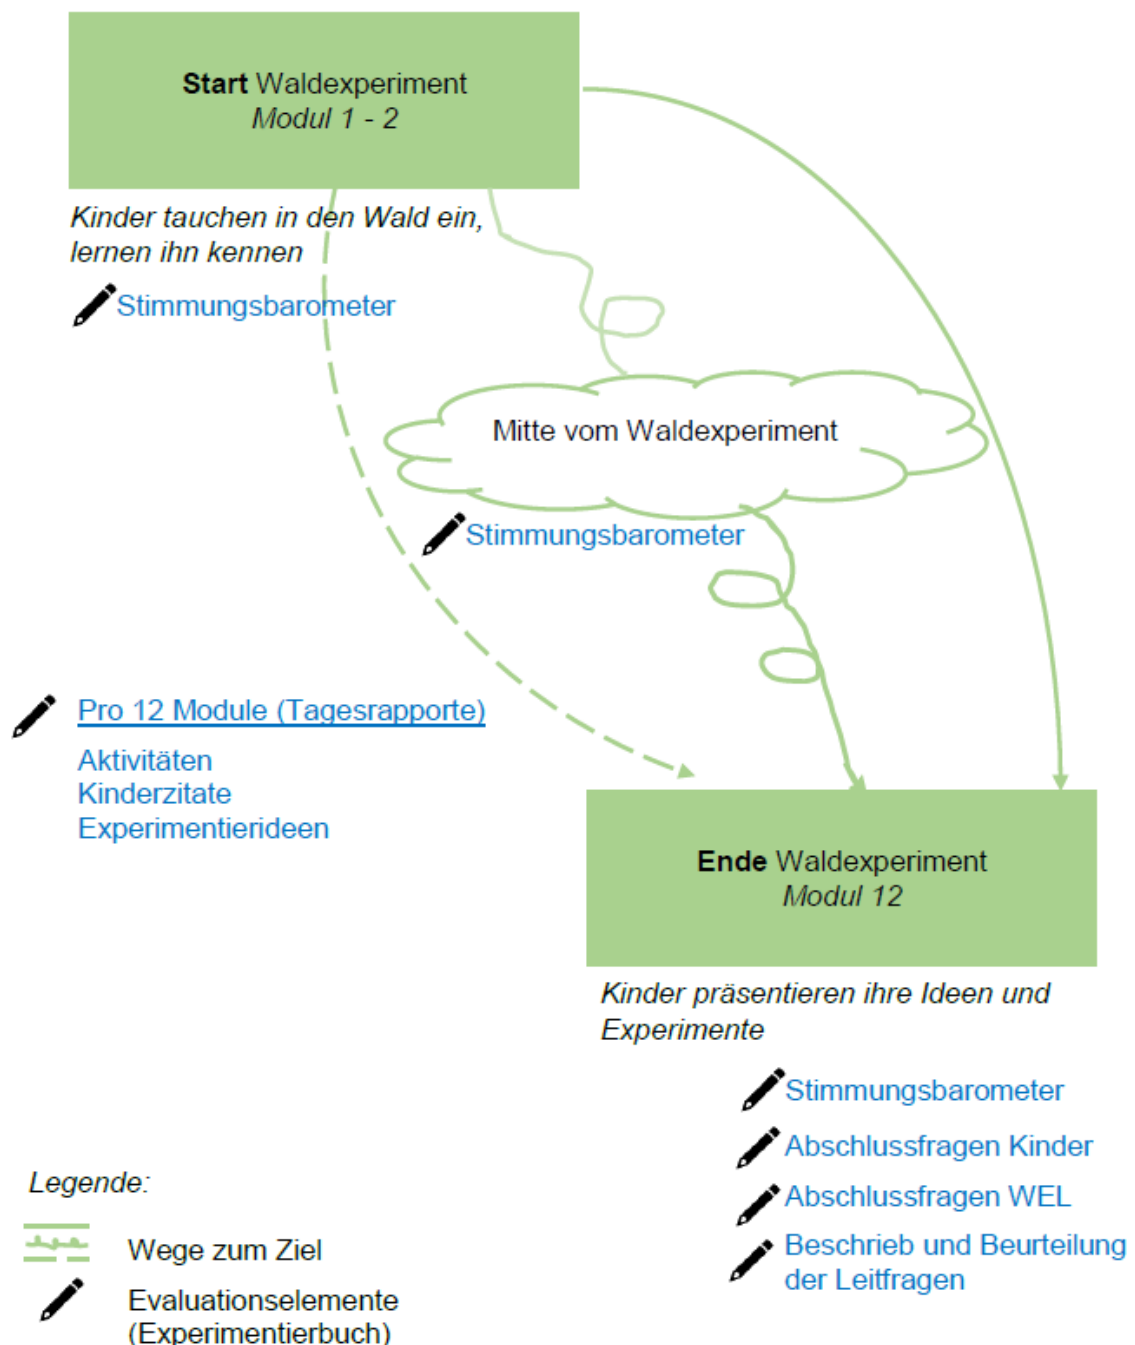 Start Waldexperiment
Modul 1 - 2
Kinder tauchen in den Wald ein,
lernen ihn kennen
Stimmungsbarometer
Mitte vom Waldexperiment
Stimmungsbarometer
Pro 12 Module (Tagesrapporte)
Aktivitäten
Kinderzitate
Experimentierideen
Ende Waldexperiment
Modul 12
Kinder präsentieren ihre Ideen und
Experimente
Stimmungsbarometer
Abschlussfragen Kinder
Abschlussfragen WEL
Beschrieb und Beurteilung
der Leitfragen
Legende:
Wege zum Ziel
Evaluationselemente
(Experimentierbuch)